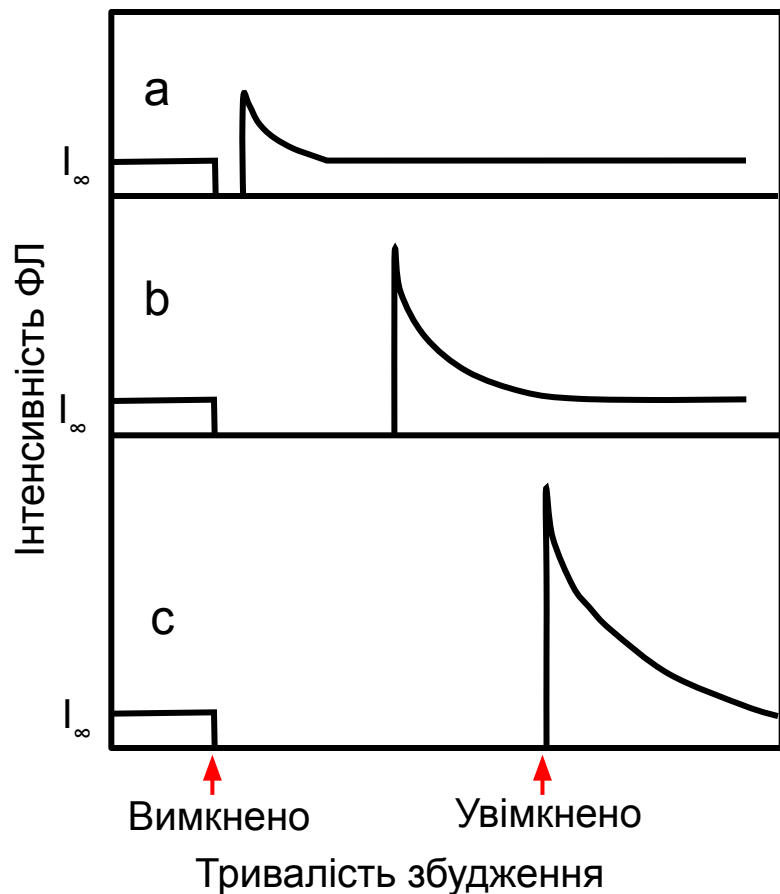 a
I∞
b
I∞
c
I∞
Інтенсивність ФЛ
Вимкнено
Увімкнено
Тривалість збудження